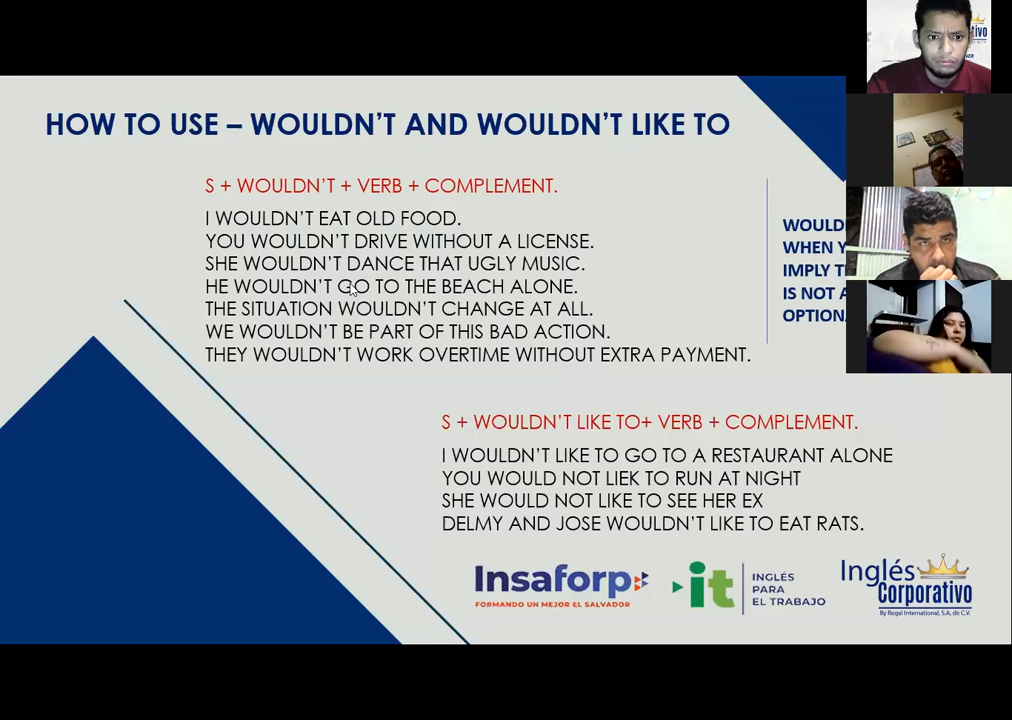 HOW TO USE – WOULDN'T AND WOULDN'T LIKE TO
S + WOULDN'T + VERB + COMPLEMENT.
I WOULDN'T EAT OLD FOOD.
YOU WOULDN'T DRIVE WITHOUT A LICENSE.
SHE WOULDN'T DANCE THAT UGLY MUSIC.
HE WOULDN'T GO TO THE BEACH ALONE.
THE SITUATION WOULDN'T CHANGE AT ALL.
WE WOULDN'T BE PART OF THIS BAD ACTION.
THEY WOULDN'T WORK OVERTIME WITHOUT EXTRA PAYMENT.
WOULD
WHEN Y
IMPLY T
IS NOT A
OPTION
S + WOULDN'T LIKE TO+ VERB + COMPLEMENT.
I WOULDN'T LIKE TO GO TO A RESTAURANT ALONE
YOU WOULD NOT LIEK TO RUN AT NIGHT
SHE WOULD NOT LIKE TO SEE HER EX
DELMY AND JOSE WOULDN'T LIKE TO EAT RATS.
Insaforp
FORMANDO UN MEJOR EL SALVADOR
it
INGLÉS
PARA
EL TRABAJO
Inglés
Corporativo
By Regal International, S.A. de C.V.
tivo